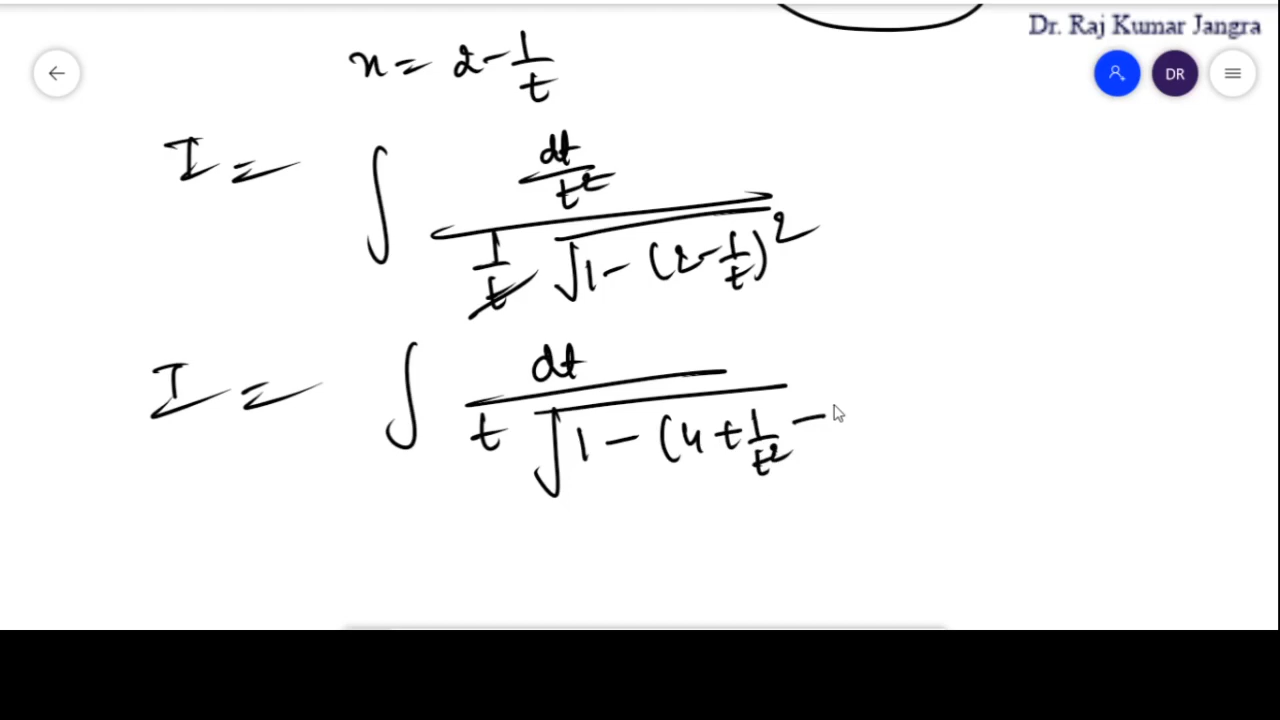 Dr. Raj Kumar Jangra
x = 2 - 1/t
DR
I = ∫ (dt/t²) / (1/t √(1 - (2 - 1/t)²))
I = ∫ dt / (t √(1 - (4 + 1/t² -